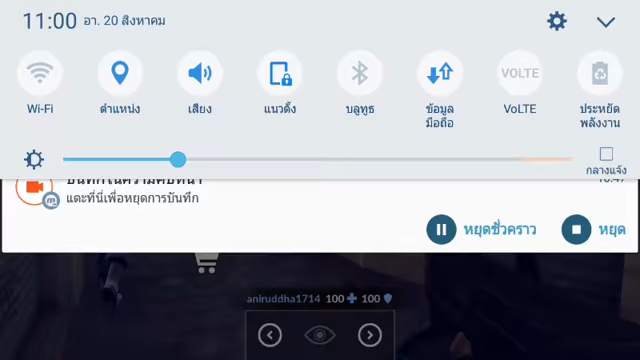 11:00 อา. 20 สิงหาคม
Wi-Fi
ตำแหน่ง
เสียง
แนวตั้ง
บลูทูธ
ข้อมูล
มือถือ
VOLTE
VoLTE
ประหยัด
พลังงาน
กลางแจ้ง
แตะที่นี่เพื่อหยุดการบันทึก
หยุดชั่วคราว
หยุด
aniruddha1714 100 100